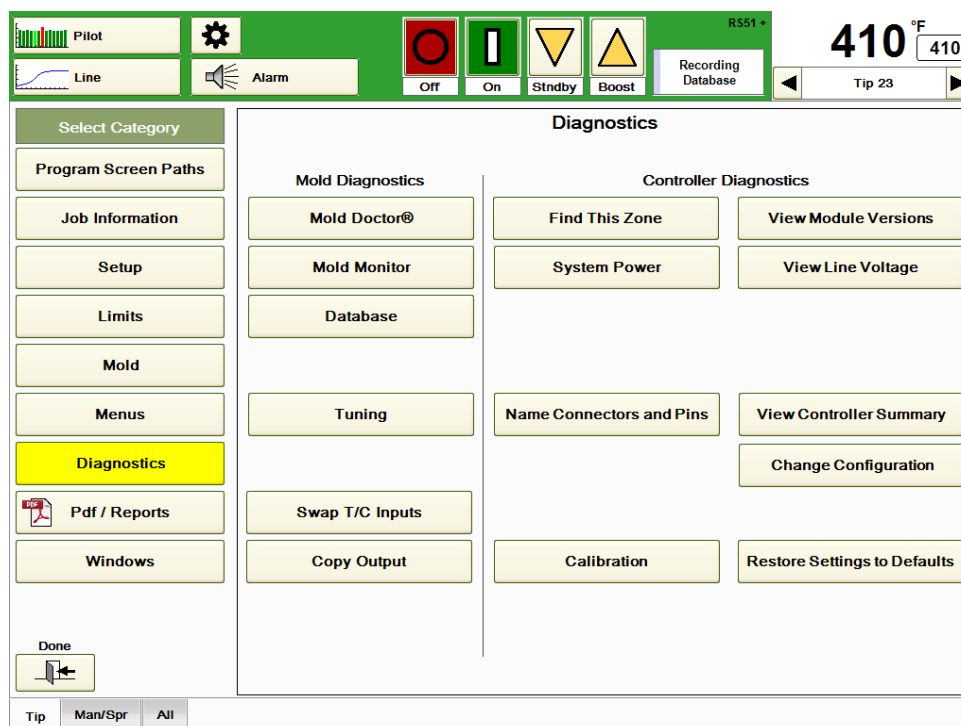 Pilot
RS51 +
410 °F
410
Line
Alarm
Off
On
Stndby
Boost
Recording
Database
Tip 23
Select Category
Diagnostics
Program Screen Paths
Mold Diagnostics
Controller Diagnostics
Job Information
Mold Doctor®
Find This Zone
View Module Versions
Setup
Mold Monitor
System Power
View Line Voltage
Limits
Database
Mold
Menus
Tuning
Name Connectors and Pins
View Controller Summary
Diagnostics
Change Configuration
PDF
Pdf / Reports
Swap T/C Inputs
Windows
Copy Output
Calibration
Restore Settings to Defaults
Done
Tip
Man/Spr
All